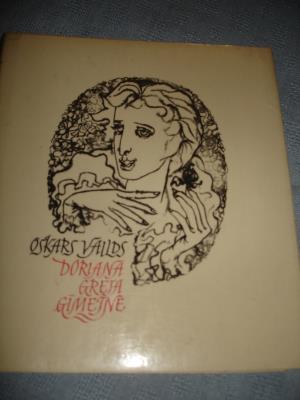 OSKARS VAILDS
DORIANA
GREJA
ĢĪMETNE